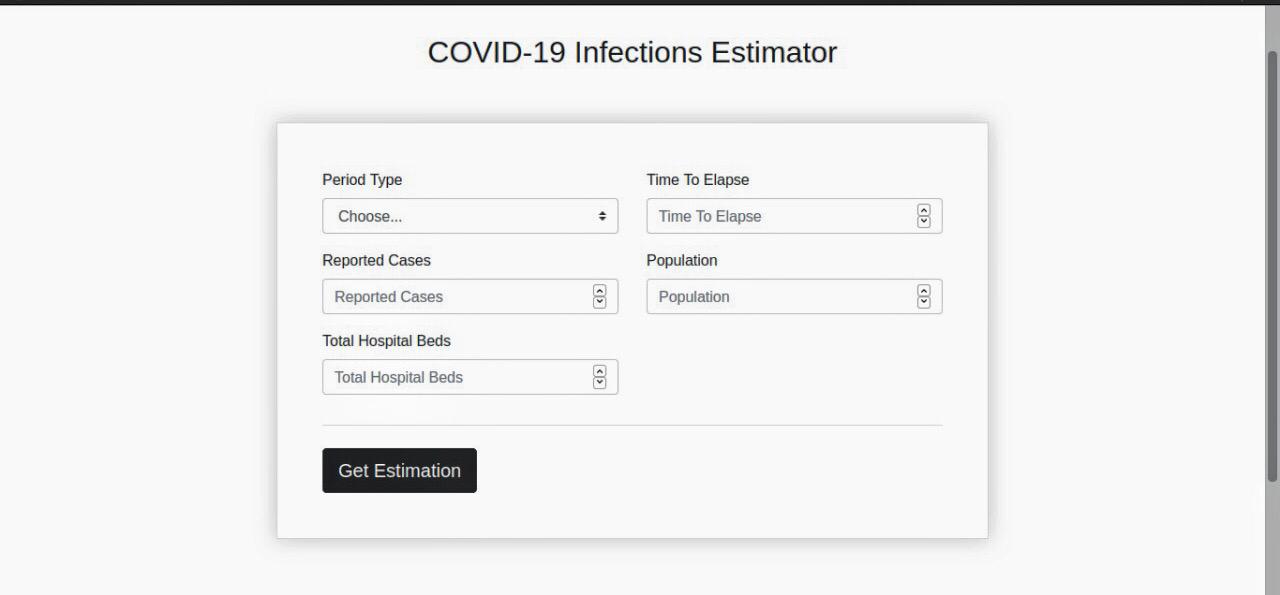 COVID-19 Infections Estimator
Period Type
Time To Elapse
Choose...
Time To Elapse
Reported Cases
Population
Reported Cases
Population
Total Hospital Beds
Total Hospital Beds
Get Estimation